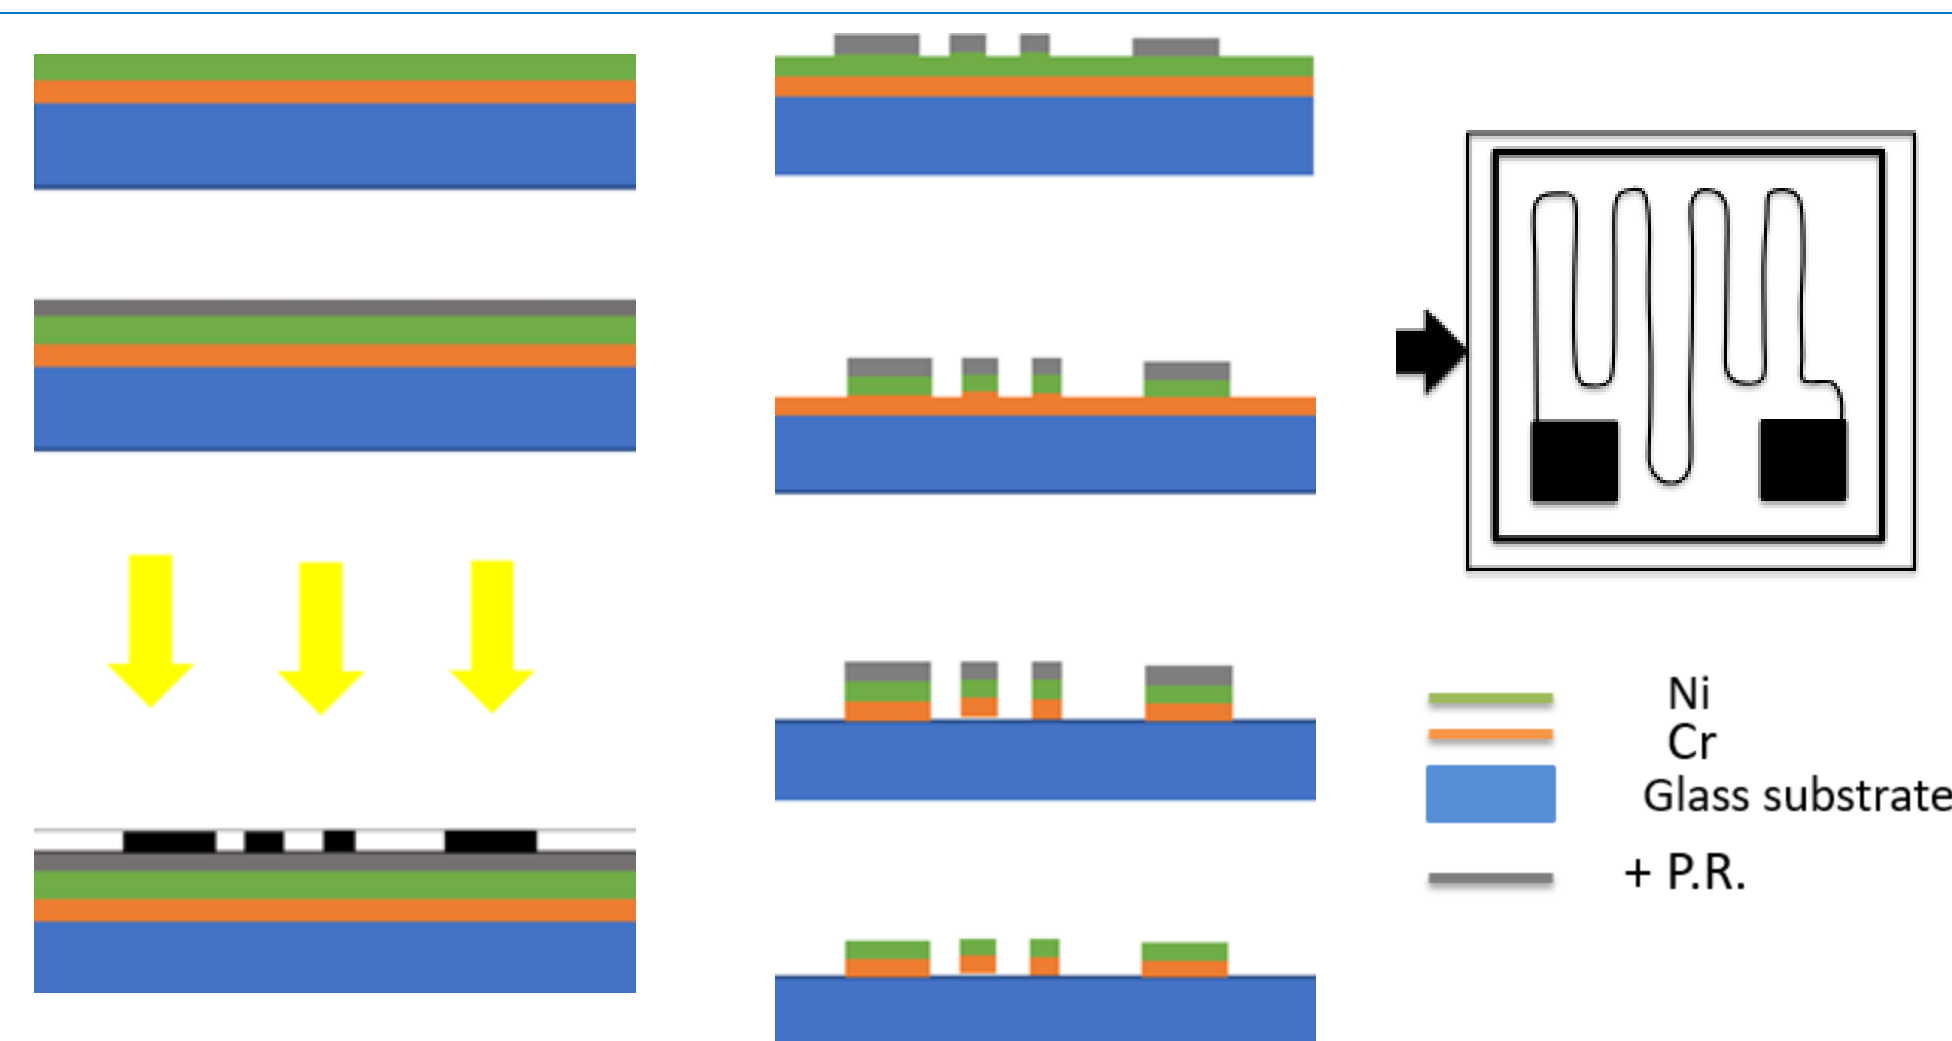 Ni
Cr
Glass substrate
+ P.R.